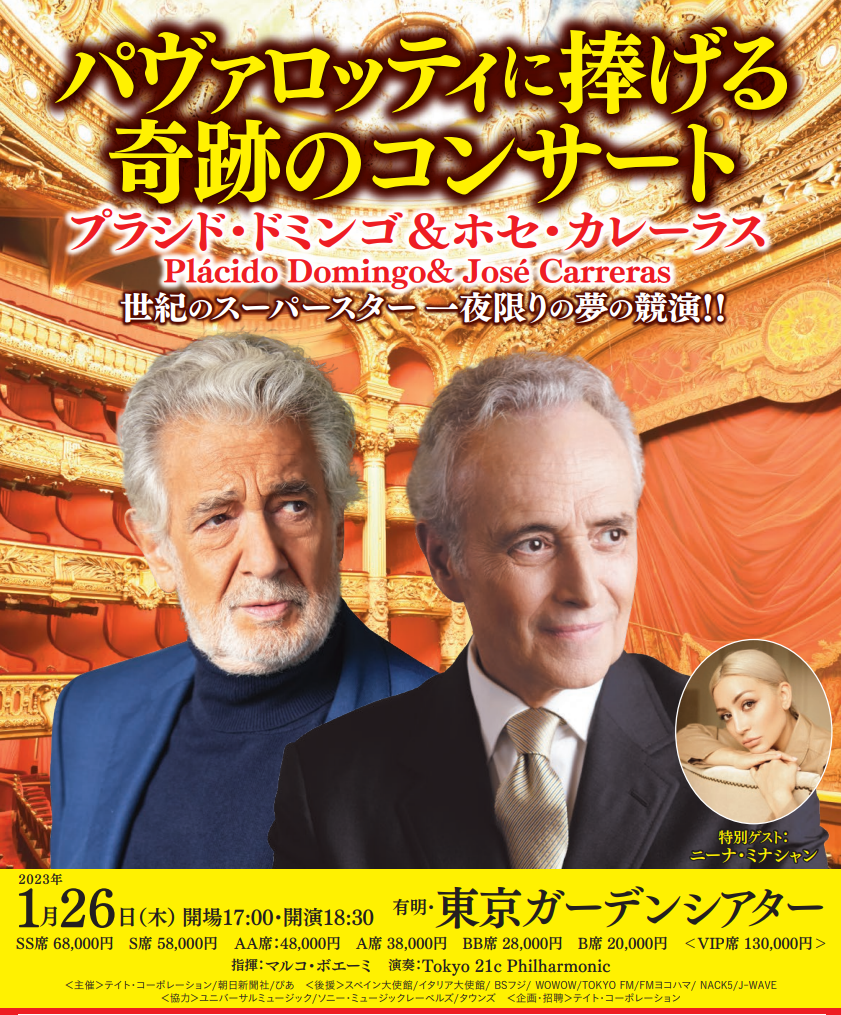 パヴァロッティに捧げる
奇跡のコンサート
プラシド・ドミンゴ＆ホセ・カレーラス
Plácido Domingo& José Carreras
世紀のスーパースター 一夜限りの夢の競演!!
特別ゲスト：
ニーナ・ミナシャン
2023年
1月26日（木） 開場17:00・開演18:30 有明・東京ガーデンシアター
SS席 68,000円 S席 58,000円 AA席：48,000円 A席 38,000円 BB席 28,000円 B席 20,000円 ＜VIP席 130,000円＞
指揮：マルコ・ボエーミ 演奏：Tokyo 21c Philharmonic
＜主催＞テイト・コーポレーション/朝日新聞社/ぴあ ＜後援＞スペイン大使館/イタリア大使館/ BSフジ/ WOWOW/TOKYO FM/FMヨコハマ/ NACK5/J-WAVE
＜協力＞ユニバーサルミュージック/ソニー・ミュージックレーベルズ/タウンズ ＜企画・招聘＞テイト・コーポレーション